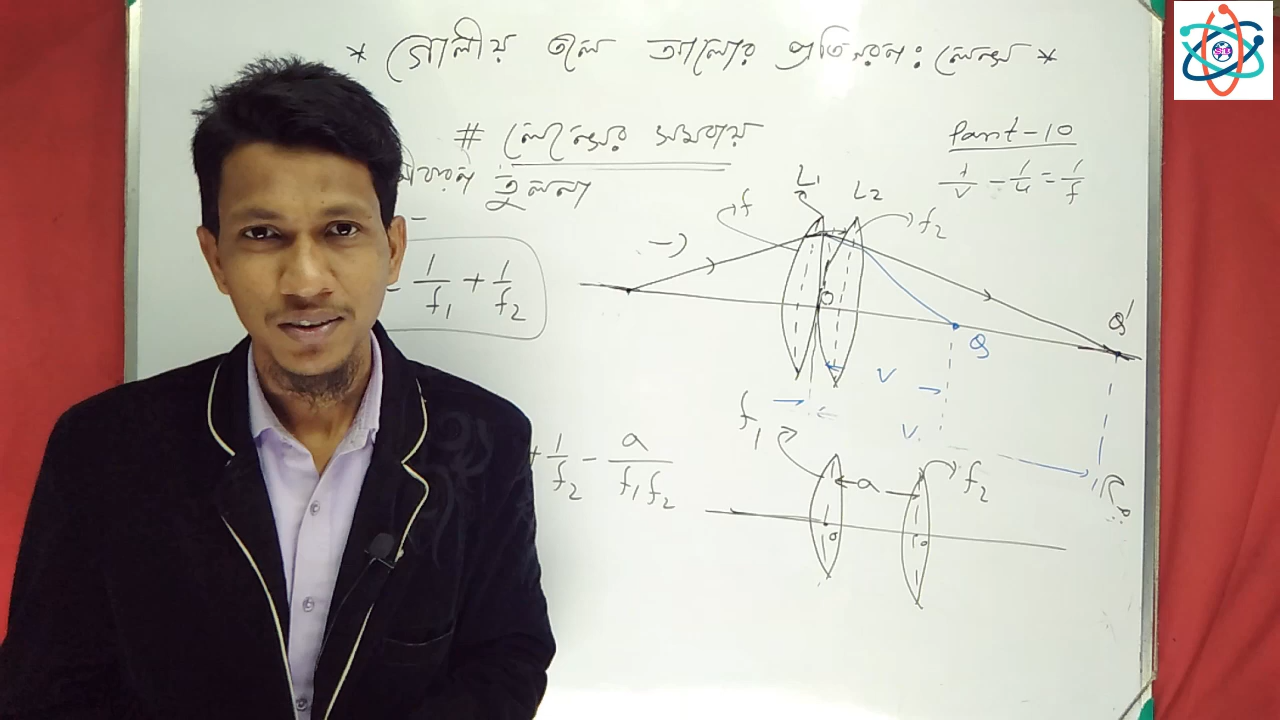 * গোলীয় তলে আলোর প্রতিসরণ : লেন্স *
# লেন্সের সমবায়
Part-10
তুলনা
1/v - 1/u = 1/f
L1 L2
f f2
1/f1 + 1/f2
O
Q Q'
v
v
f1
+ 1/f2 - a/f1f2
a f2
O O